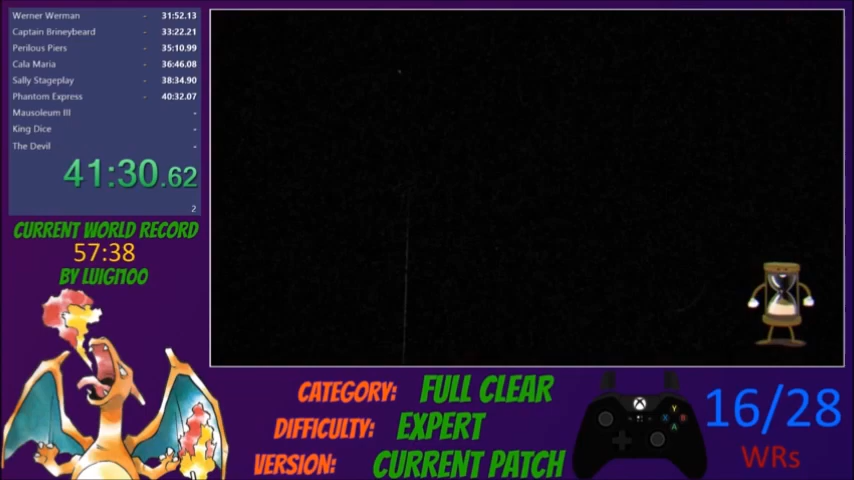 Werner Werman - 31:52.13
Captain Brineybeard - 33:22.21
Perilous Piers - 35:10.99
Cala Maria - 36:46.08
Sally Stageplay - 38:34.90
Phantom Express - 40:32.07
Mausoleum III -
King Dice -
The Devil -
41:30.62
2
CURRENT WORLD RECORD
57:38
BY LUIGI100
CATEGORY: FULL CLEAR
DIFFICULTY: EXPERT
VERSION: CURRENT PATCH
Y
X B
A
16/28
WRs